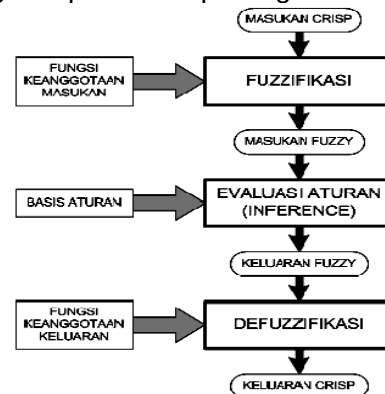 MASUKAN CRISP
FUNGSI
KEANGGOTAAN
MASUKAN
FUZZIFIKASI
MASUKAN FUZZY
BASIS ATURAN
EVALUASI ATURAN
(INFERENCE)
KELUARAN FUZZY
FUNGSI
KEANGGOTAAN
KELUARAN
DEFUZZIFIKASI
KELUARAN CRISP